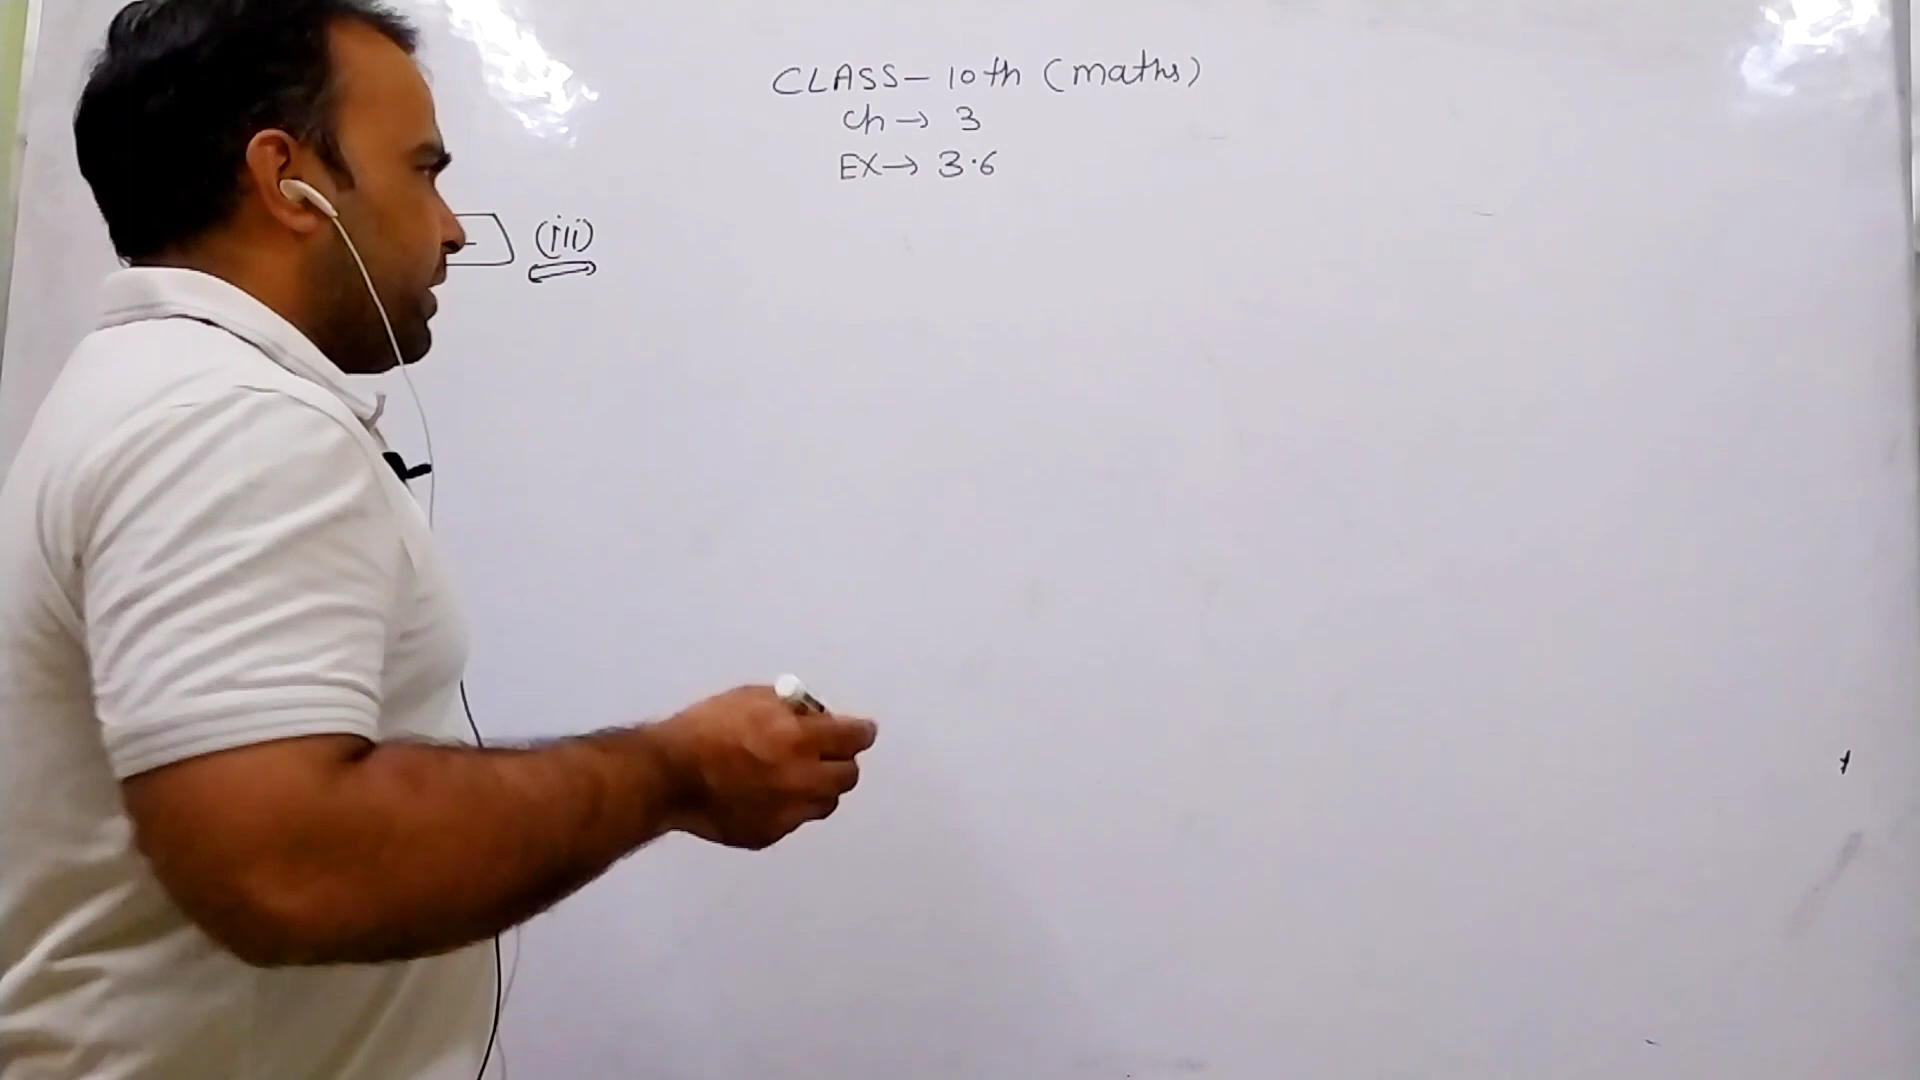 CLASS - 10th (maths)
Ch → 3
EX → 3.6
(iii)